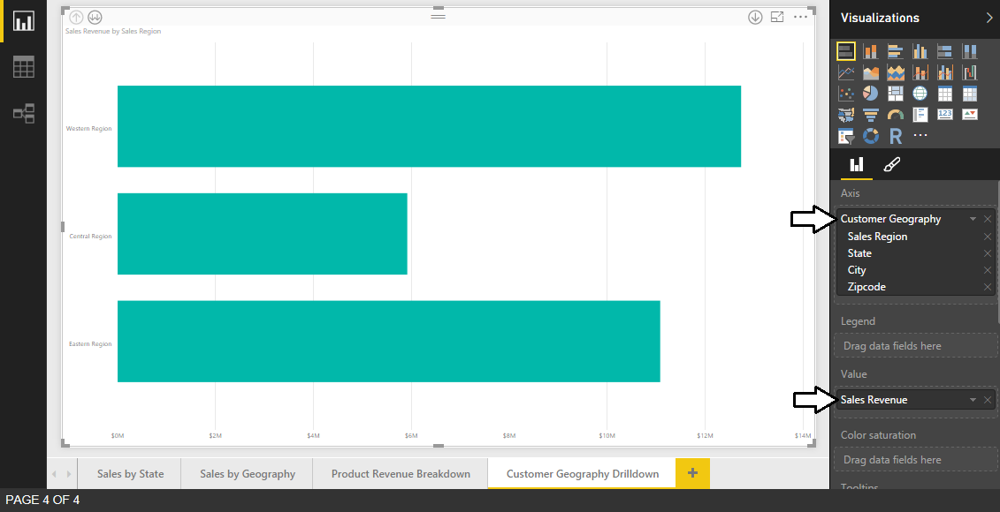 Sales Revenue by Sales Region
Western Region
Central Region
Eastern Region
$0M $2M $4M $6M $8M $10M $12M $14M
Sales by State Sales by Geography Product Revenue Breakdown Customer Geography Drilldown +
PAGE 4 OF 4
Visualizations
123
R
Axis
Customer Geography
Sales Region
State
City
Zipcode
Legend
Drag data fields here
Value
Sales Revenue
Color saturation
Drag data fields here
Tooltips